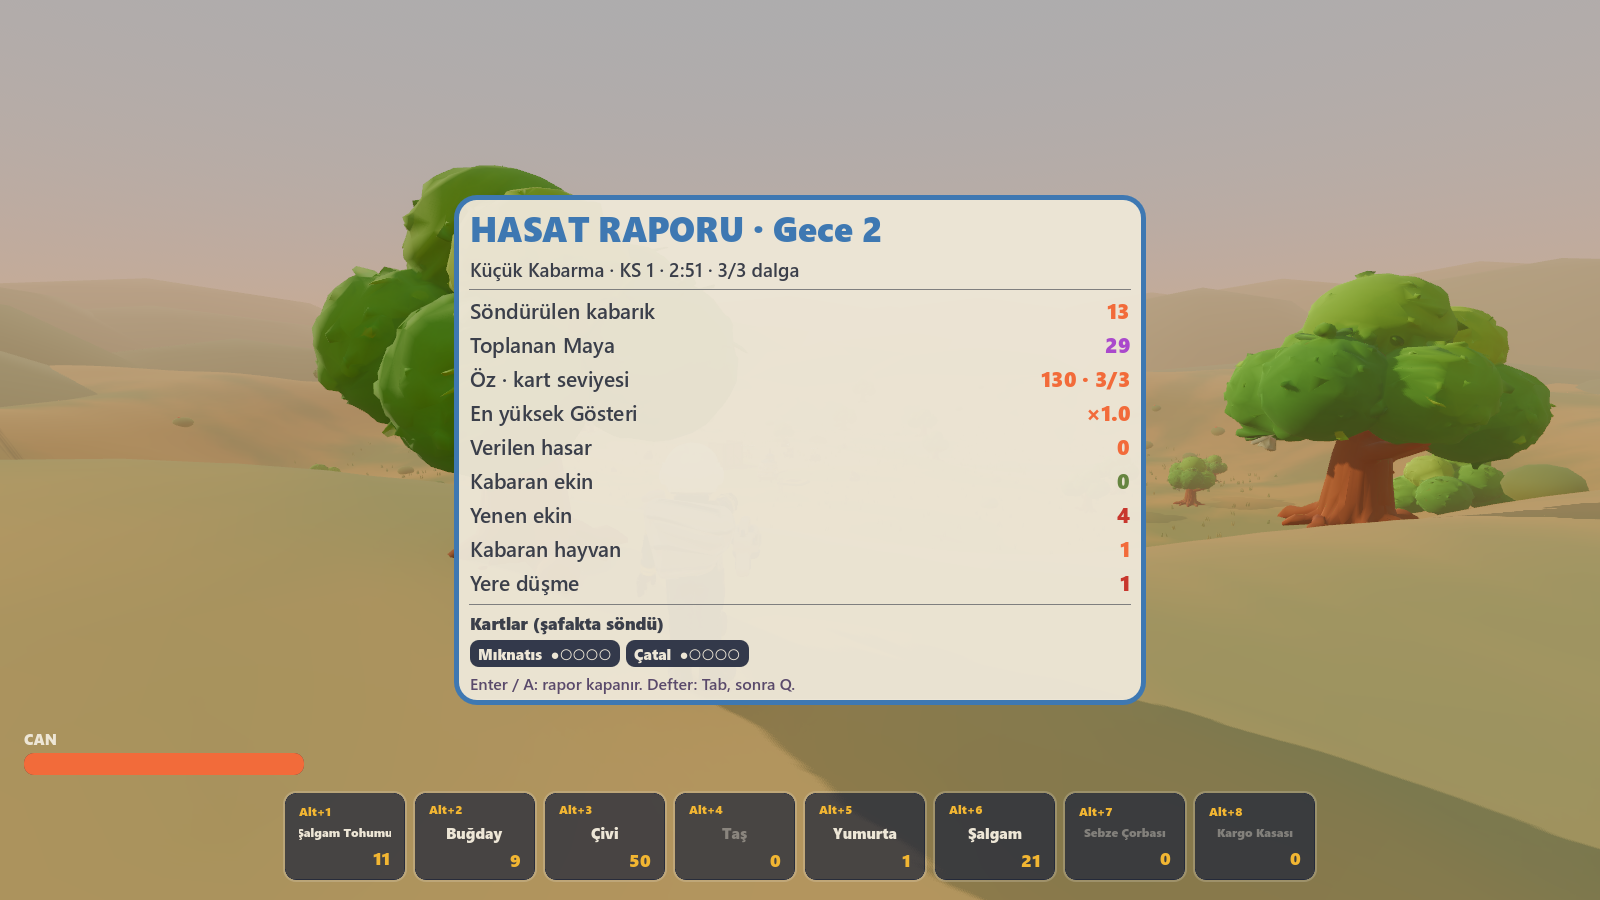 HASAT RAPORU · Gece 2
Küçük Kabarma · KS 1 · 2:51 · 3/3 dalga
Söndürülen kabarık 13
Toplanan Maya 29
Öz · kart seviyesi 130 · 3/3
En yüksek Gösteri ×1.0
Verilen hasar 0
Kabaran ekin 0
Yenen ekin 4
Kabaran hayvan 1
Yere düşme 1
Kartlar (şafakta söndü)
Mıknatıs ●○○○○ Çatal ●○○○○
Enter / A: rapor kapanır. Defter: Tab, sonra Q.
CAN
Alt+1 Alt+2 Alt+3 Alt+4 Alt+5 Alt+6 Alt+7 Alt+8
Şalgam Tohumu Buğday Çivi Taş Yumurta Şalgam Sebze Çorbası Kargo Kasası
11 9 50 0 1 21 0 0